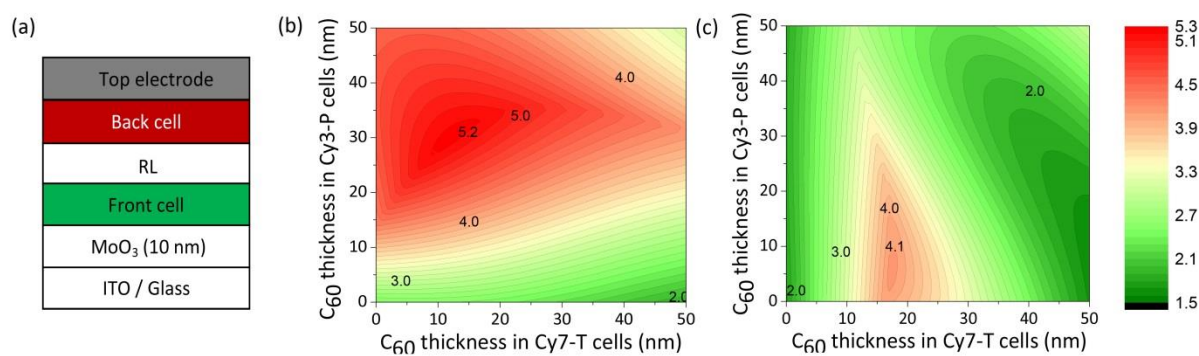 (a)
Top electrode
Back cell
RL
Front cell
MoO₃ (10 nm)
ITO / Glass
(b)
C₆₀ thickness in Cy3-P cells (nm)
50
40
30
20
10
0
4.0
5.0
5.2
4.0
3.0
2.0
0 10 20 30 40 50
C₆₀ thickness in Cy7-T cells (nm)
(c)
C₆₀ thickness in Cy3-P cells (nm)
50
40
30
20
10
0
2.0
4.0
4.1
3.0
2.0
0 10 20 30 40 50
C₆₀ thickness in Cy7-T cells (nm)
5.3
5.1
4.5
3.9
3.3
2.7
2.1
1.5